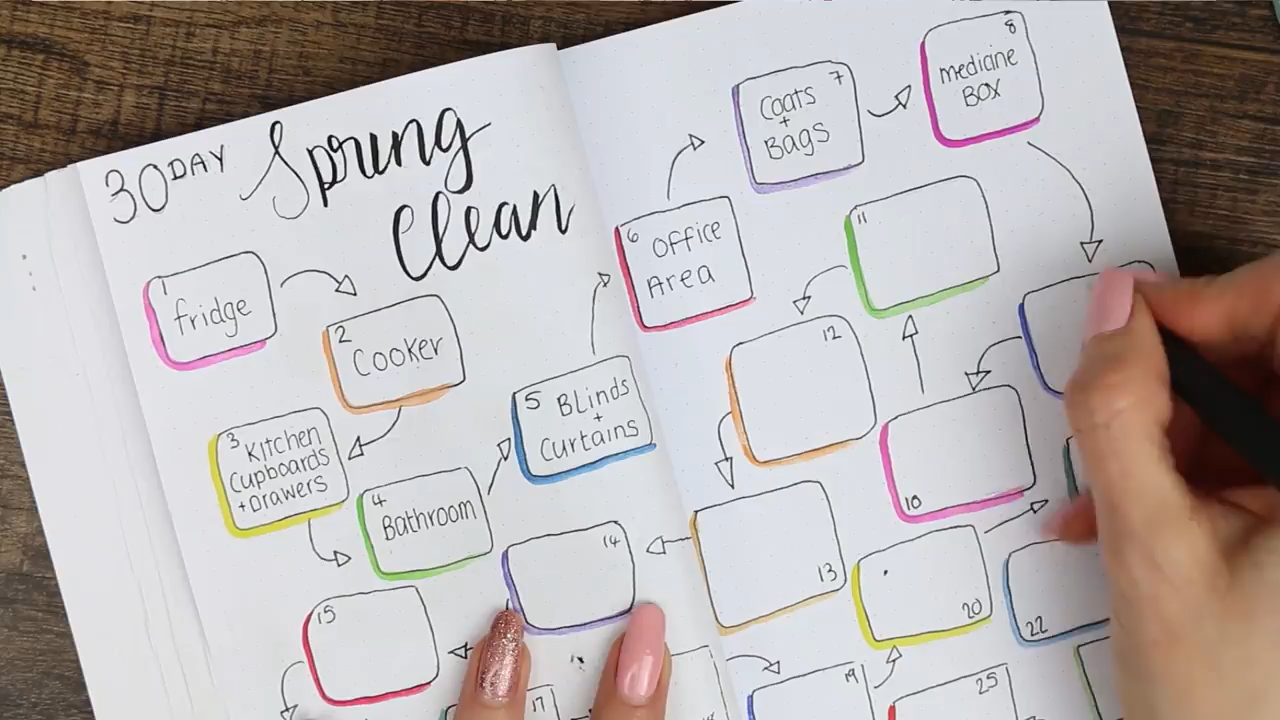 30 DAY Spring
Clean
1
fridge
2
Cooker
3 Kitchen
Cupboards
+ Drawers
4
Bathroom
5 Blinds
+
Curtains
6 Office
Area
7
Coats
+
Bags
8
medicine
Box
10
11
12
13
14
15
17
19
20
22
25